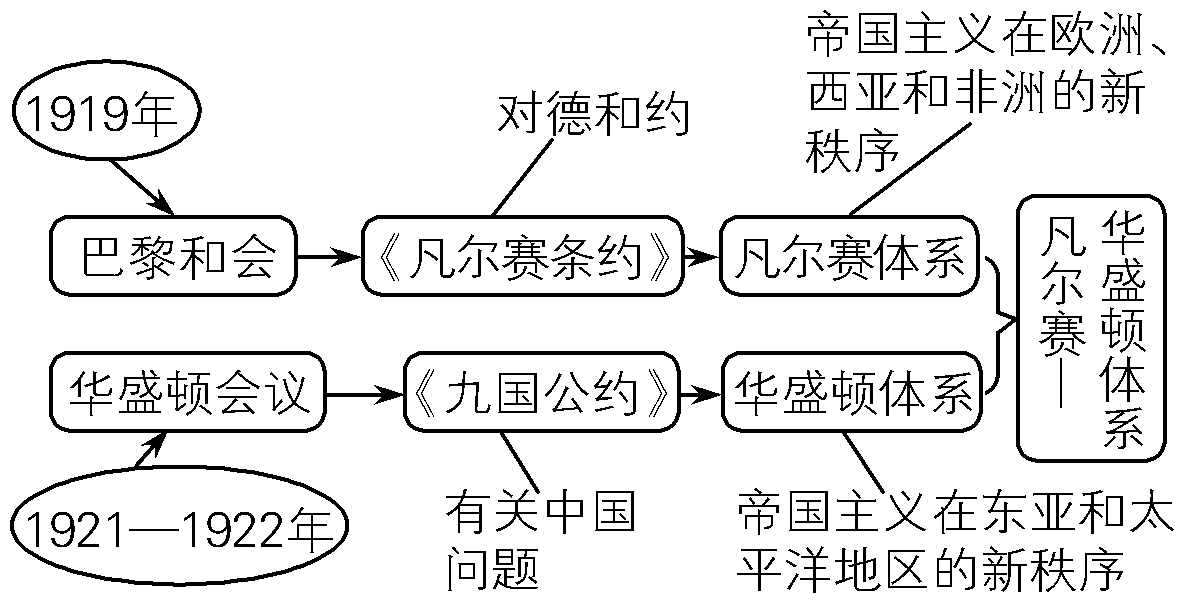 帝国主义在欧洲、
西亚和非洲的新
秩序
1919年
对德和约
巴黎和会
《凡尔赛条约》
凡尔赛体系
凡尔赛—
华盛顿体系
华盛顿会议
《九国公约》
华盛顿体系
1921—1922年
有关中国
问题
帝国主义在东亚和太
平洋地区的新秩序